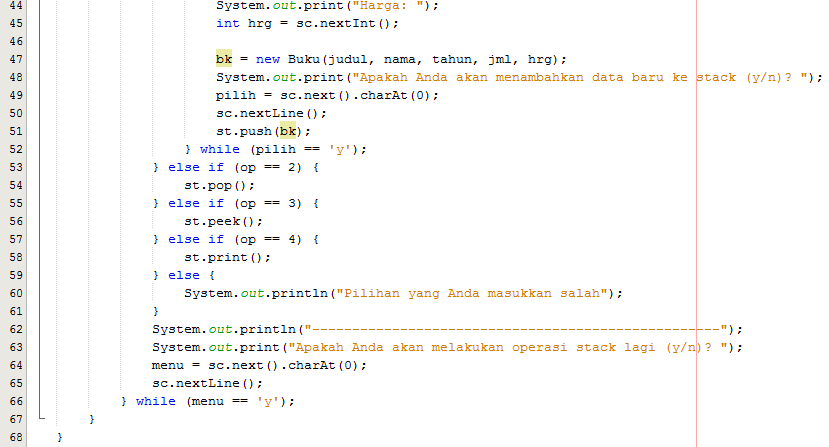 44 System.out.print("Harga: ");
45 int hrg = sc.nextInt();
46
47 bk = new Buku(judul, nama, tahun, jml, hrg);
48 System.out.print("Apakah Anda akan menambahkan data baru ke stack (y/n)? ");
49 pilih = sc.next().charAt(0);
50 sc.nextLine();
51 st.push(bk);
52 } while (pilih == 'y');
53 } else if (op == 2) {
54 st.pop();
55 } else if (op == 3) {
56 st.peek();
57 } else if (op == 4) {
58 st.print();
59 } else {
60 System.out.println("Pilihan yang Anda masukkan salah");
61 }
62 System.out.println("---------------------------------------------------");
63 System.out.print("Apakah Anda akan melakukan operasi stack lagi (y/n)? ");
64 menu = sc.next().charAt(0);
65 sc.nextLine();
66 } while (menu == 'y');
67 }
68 }